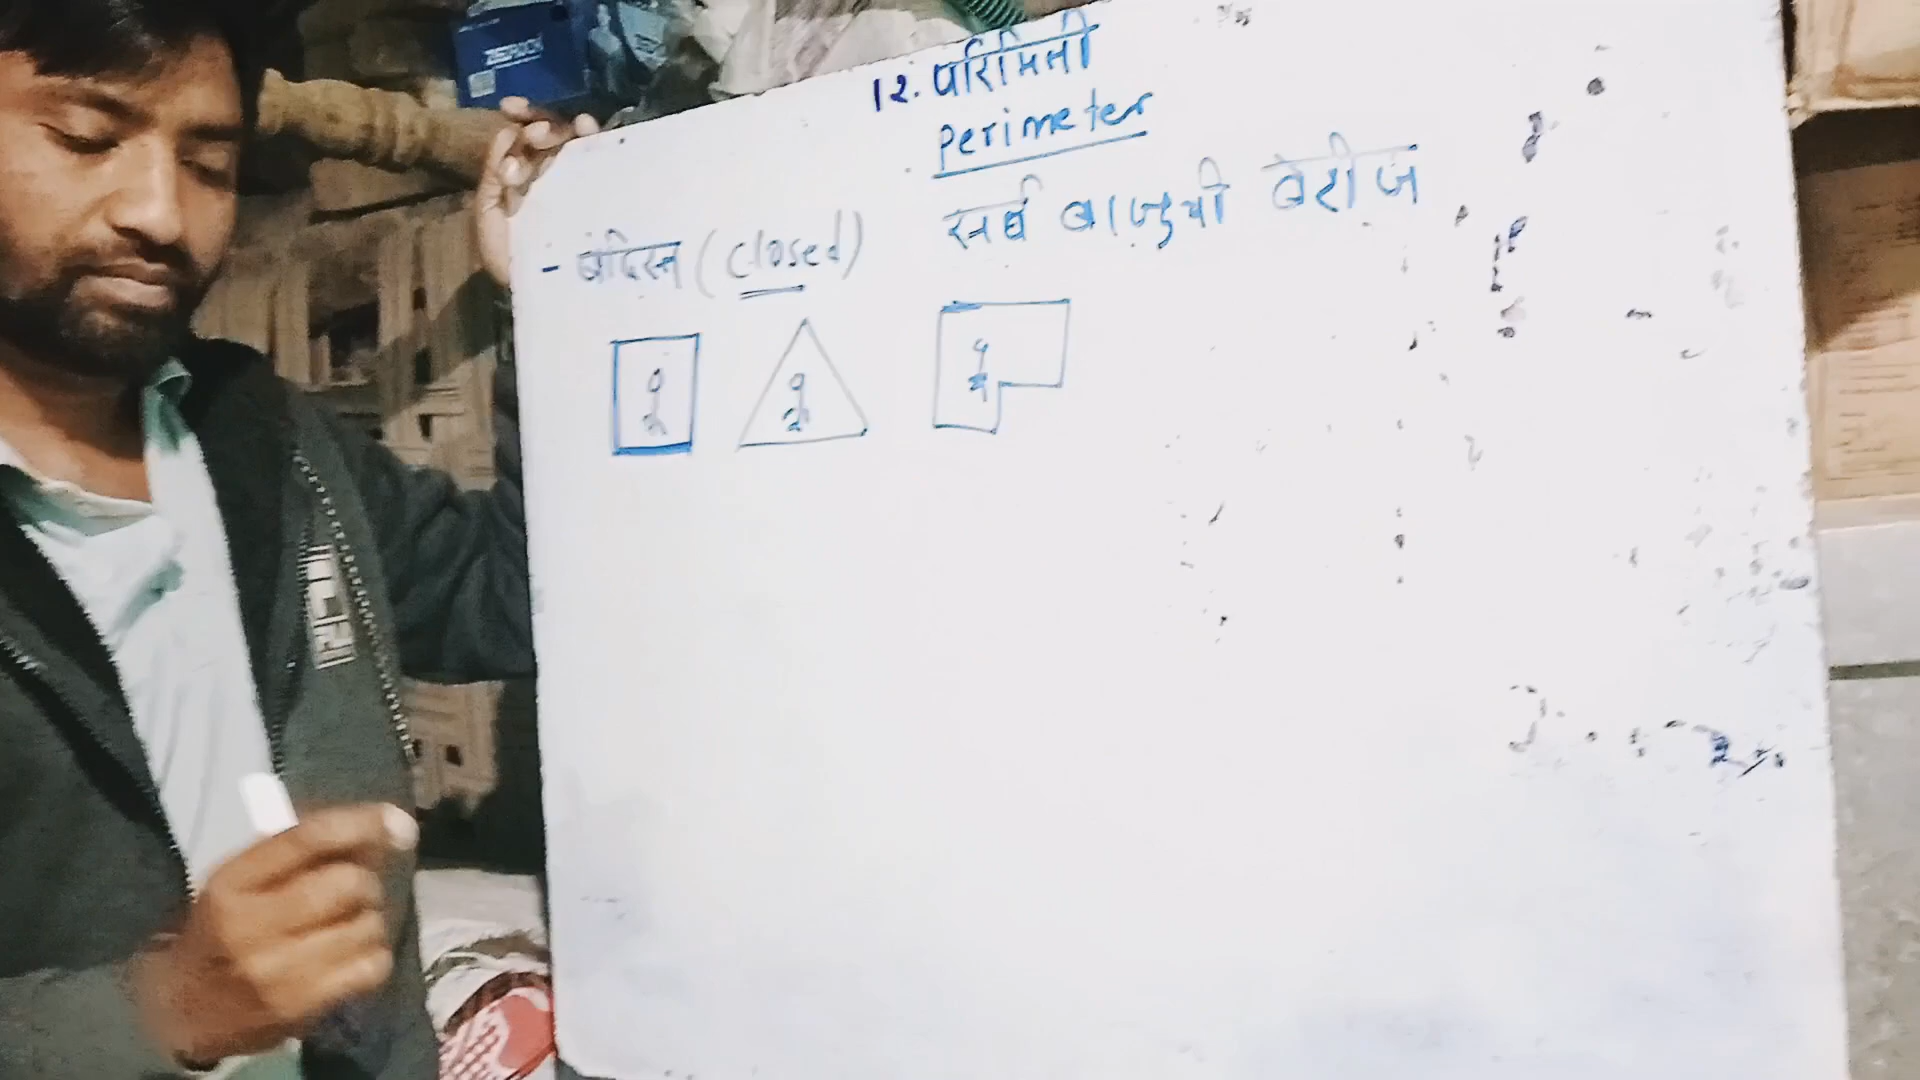 12. परिमिती
Perimeter
सर्व बाजूची बेरीज
- बंदिस्त (closed)